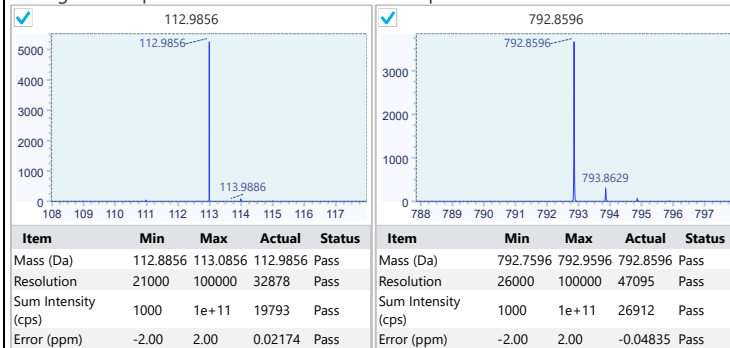 112.9856
112.9856
5000
4000
3000
2000
1000
0
113.9886
108 109 110 111 112 113 114 115 116 117
Item Min Max Actual Status
Mass (Da) 112.8856 113.0856 112.9856 Pass
Resolution 21000 100000 32878 Pass
Sum Intensity
(cps) 1000 1e+11 19793 Pass
Error (ppm) -2.00 2.00 0.02174 Pass
792.8596
792.8596
3000
2000
1000
0
793.8629
788 789 790 791 792 793 794 795 796 797
Item Min Max Actual Status
Mass (Da) 792.7596 792.9596 792.8596 Pass
Resolution 26000 100000 47095 Pass
Sum Intensity
(cps) 1000 1e+11 26912 Pass
Error (ppm) -2.00 2.00 -0.04835 Pass